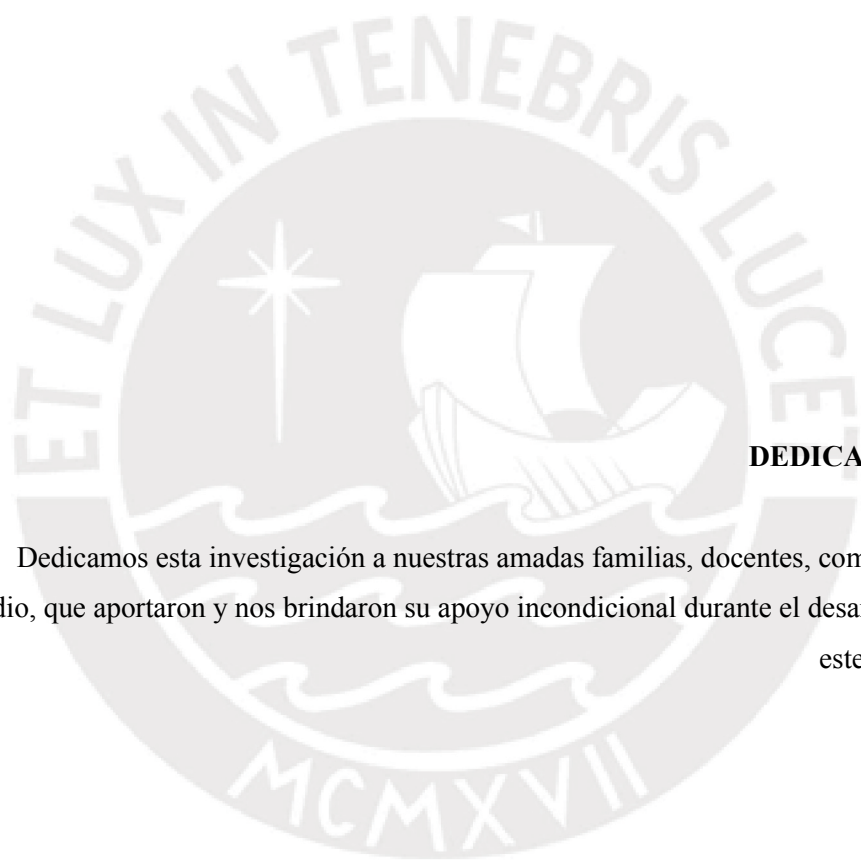 ET LUX IN TENEBRIS LUCET
DEDICA
Dedicamos esta investigación a nuestras amadas familias, docentes, com
dio, que aportaron y nos brindaron su apoyo incondicional durante el desar
este
MCMXVII